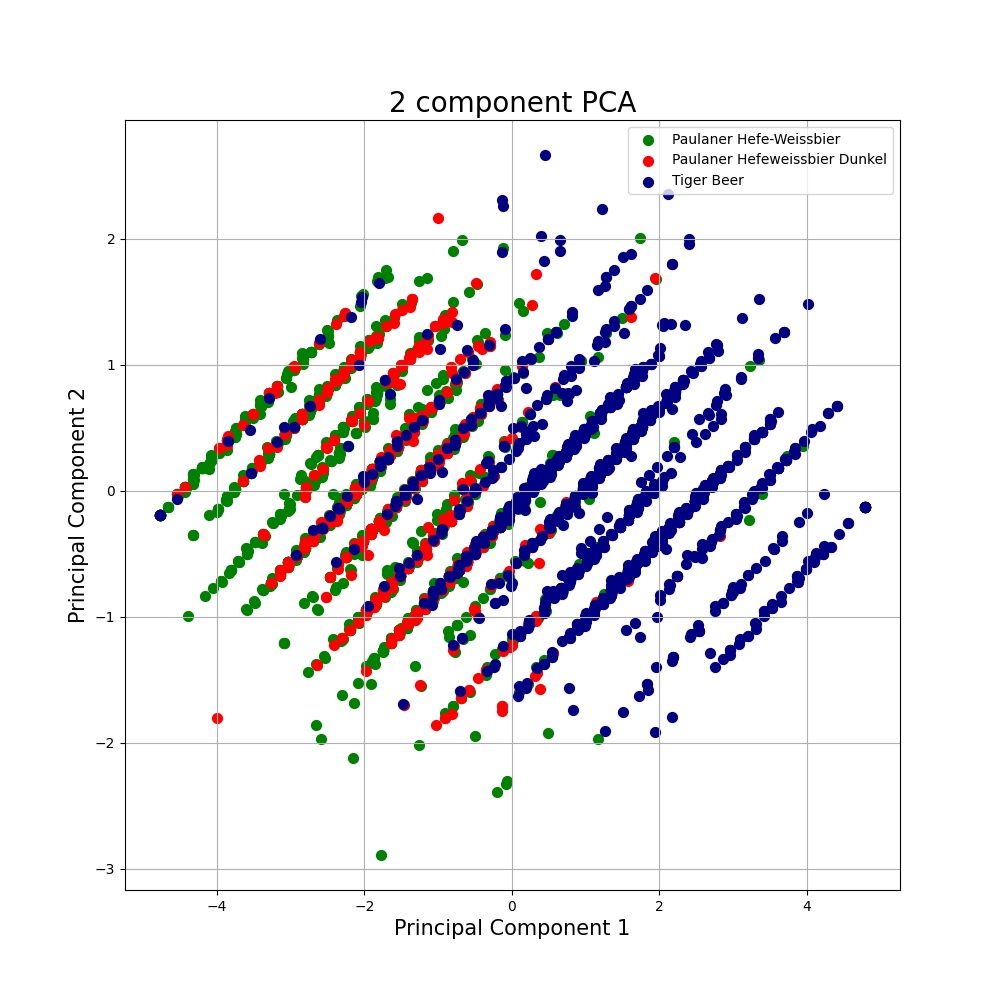 2 component PCA
Paulaner Hefe-Weissbier
Paulaner Hefeweissbier Dunkel
Tiger Beer
Principal Component 2
2
1
0
−1
−2
−3
−4
−2
0
2
4
Principal Component 1